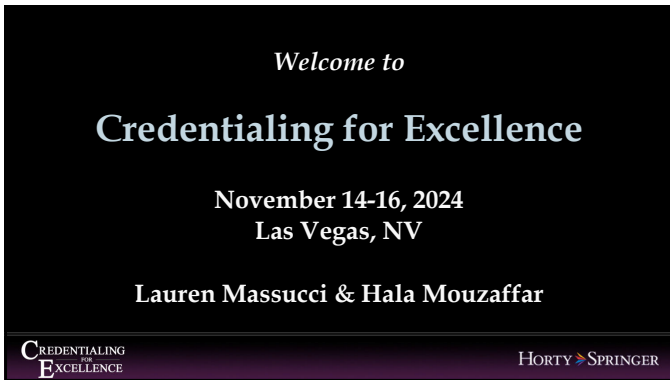 Welcome to
Credentialing for Excellence
November 14-16, 2024
Las Vegas, NV
Lauren Massucci & Hala Mouzaffar
CREDENTIALING
FOR
EXCELLENCE
HORTY SPRINGER